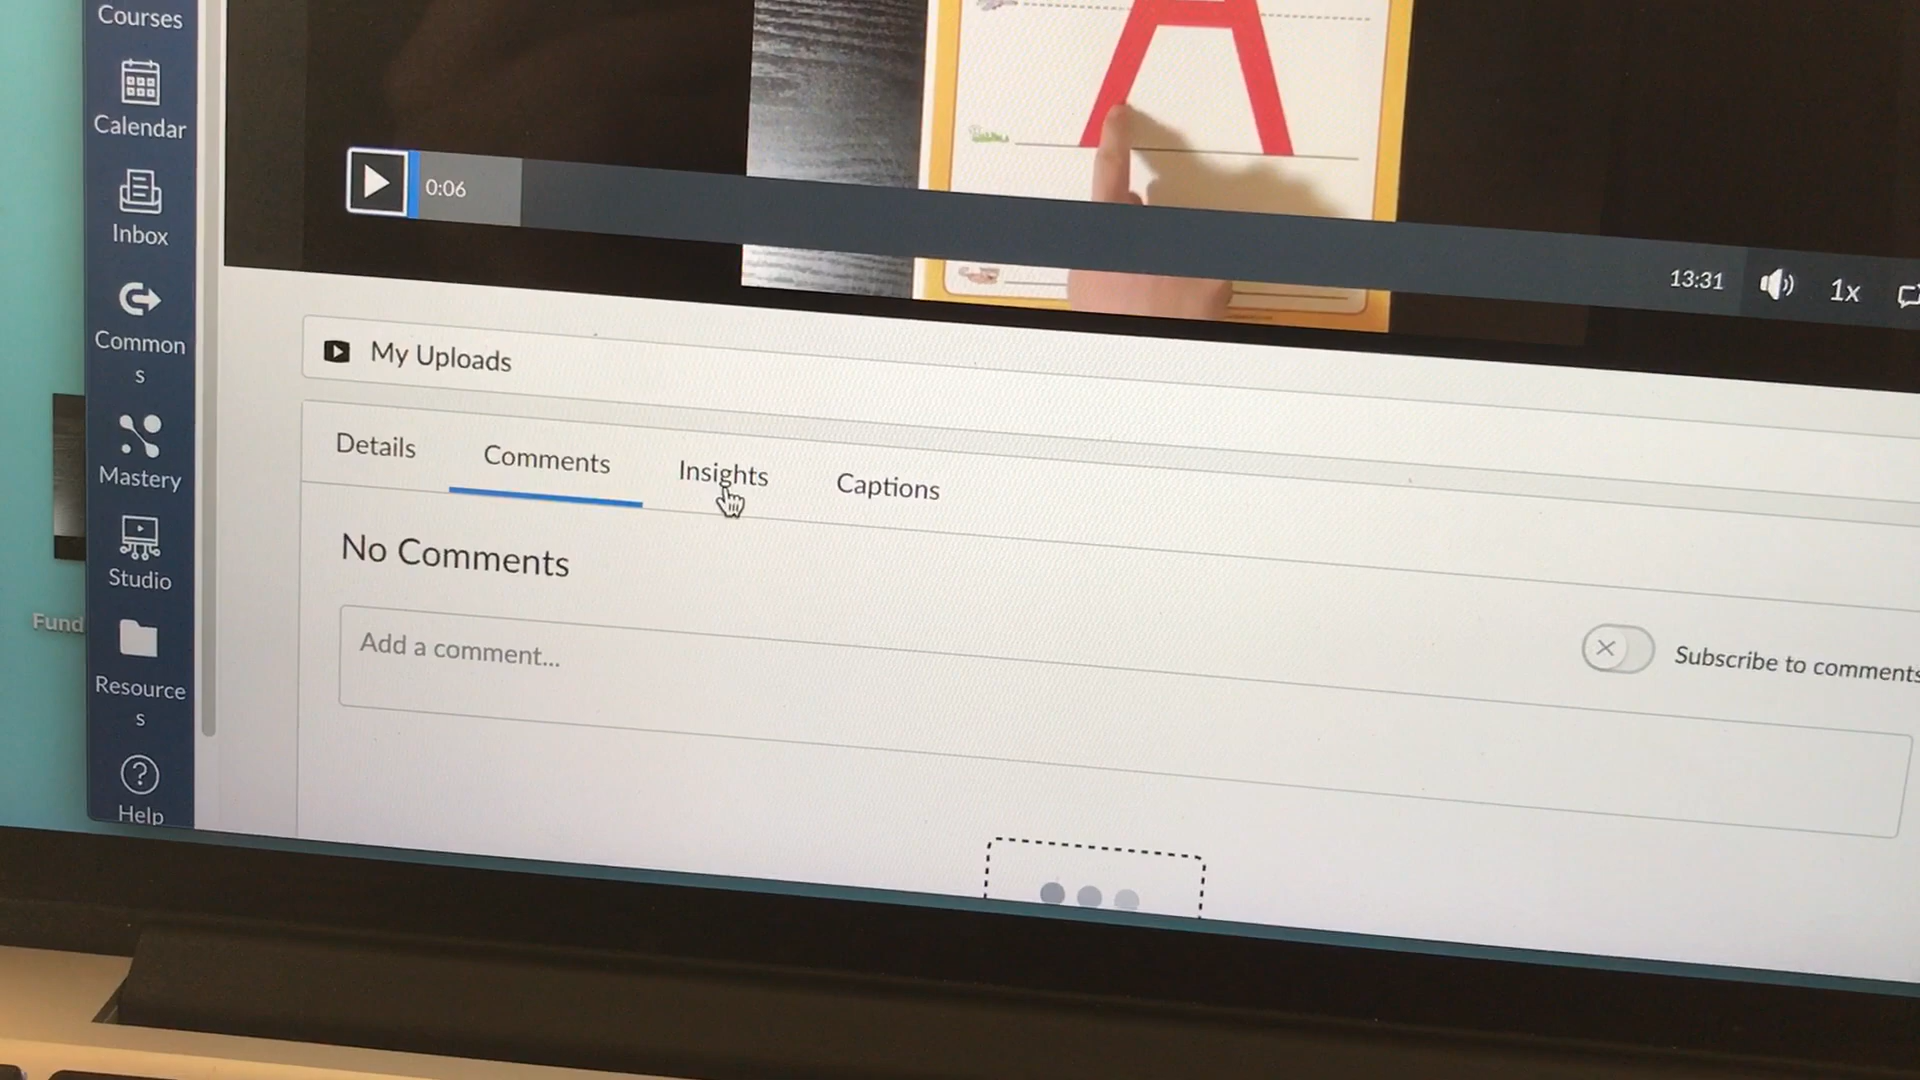 Courses
Calendar
Inbox
Common
s
Mastery
Studio
Resource
s
Help
Fund
A
0:06
13:31
1x
My Uploads
Details
Comments
Insights
Captions
No Comments
Add a comment...
Subscribe to comments